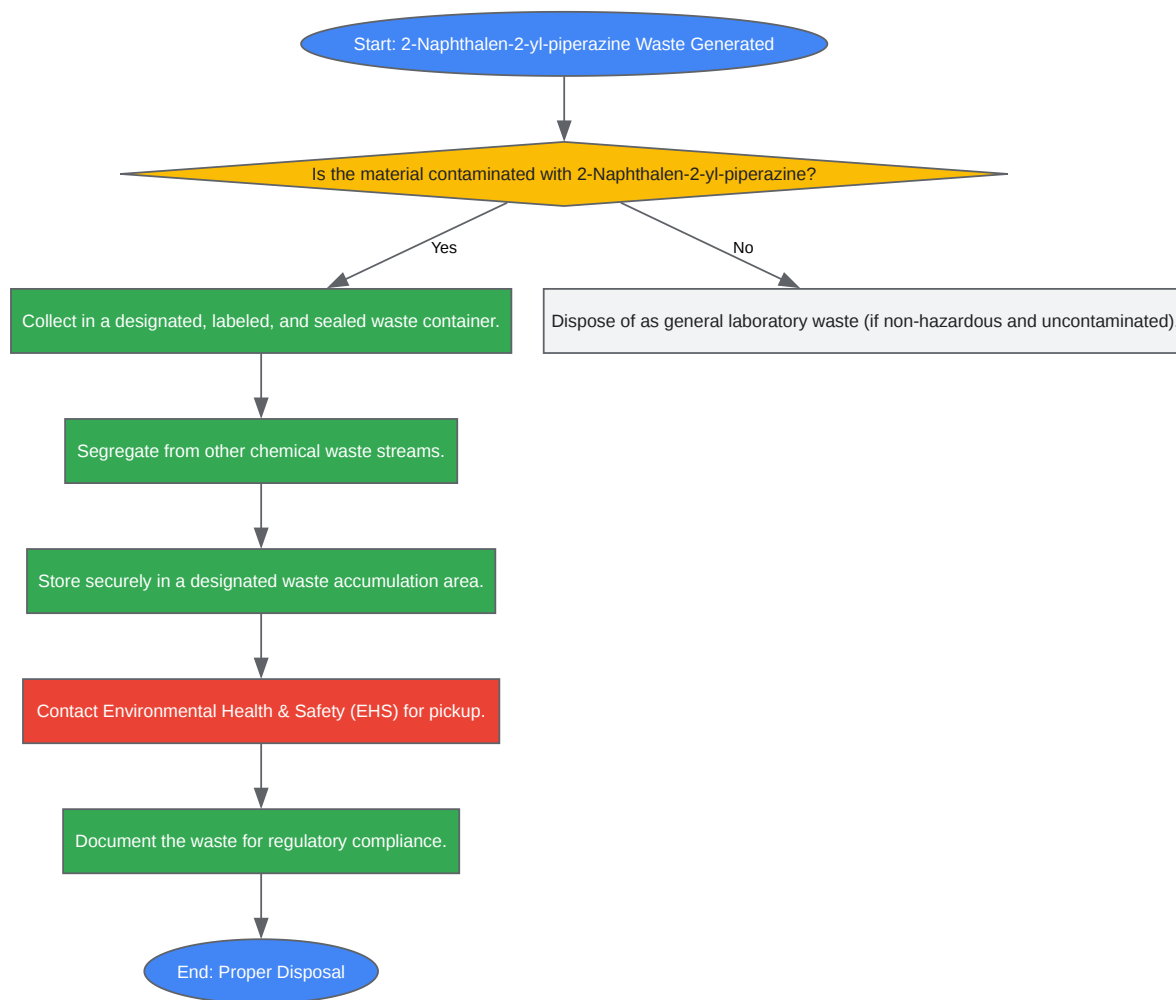 Start: 2-Naphthalen-2-yl-piperazine Waste Generated
Is the material contaminated with 2-Naphthalen-2-yl-piperazine?
Yes
No
Collect in a designated, labeled, and sealed waste container.
Dispose of as general laboratory waste (if non-hazardous and uncontaminated)
Segregate from other chemical waste streams.
Store securely in a designated waste accumulation area.
Contact Environmental Health & Safety (EHS) for pickup.
Document the waste for regulatory compliance.
End: Proper Disposal